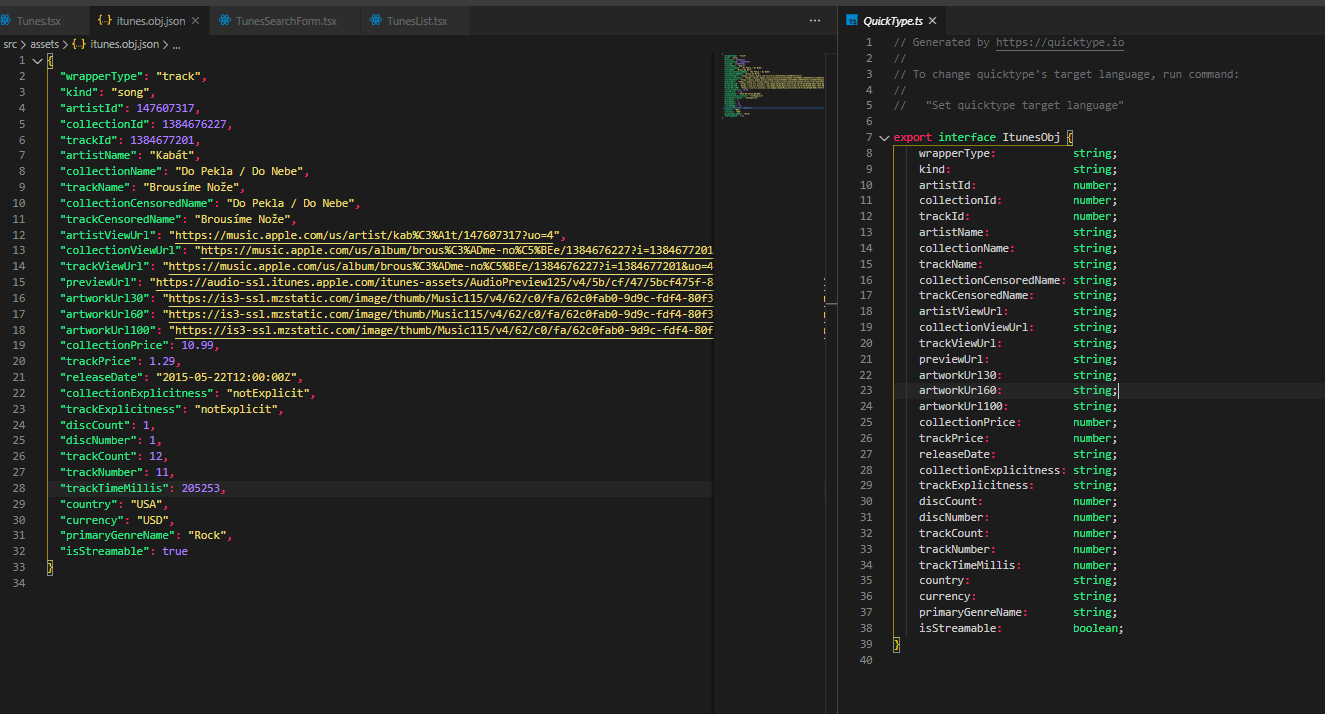 Tunes.tsx
{..} itunes.obj.json ×
TunesSearchForm.tsx
TunesList.tsx
...
TS QuickType.ts ×
src > assets > {..} itunes.obj.json > ...
1 {
2 "wrapperType": "track",
3 "kind": "song",
4 "artistId": 147607317,
5 "collectionId": 1384676227,
6 "trackId": 1384677201,
7 "artistName": "Kabát",
8 "collectionName": "Do Pekla / Do Nebe",
9 "trackName": "Brousíme Nože",
10 "collectionCensoredName": "Do Pekla / Do Nebe",
11 "trackCensoredName": "Brousíme Nože",
12 "artistViewUrl": "https://music.apple.com/us/artist/kab%C3%A1t/147607317?uo=4",
13 "collectionViewUrl": "https://music.apple.com/us/album/brous%C3%ADme-no%C5%BEe/1384676227?i=1384677201
14 "trackViewUrl": "https://music.apple.com/us/album/brous%C3%ADme-no%C5%BEe/1384676227?i=1384677201&uo=4
15 "previewUrl": "https://audio-ssl.itunes.apple.com/itunes-assets/AudioPreview125/v4/5b/cf/47/5bcf475f-8
16 "artworkUrl30": "https://is3-ssl.mzstatic.com/image/thumb/Music115/v4/62/c0/fa/62c0fab0-9d9c-fdf4-80f3
17 "artworkUrl60": "https://is3-ssl.mzstatic.com/image/thumb/Music115/v4/62/c0/fa/62c0fab0-9d9c-fdf4-80f3
18 "artworkUrl100": "https://is3-ssl.mzstatic.com/image/thumb/Music115/v4/62/c0/fa/62c0fab0-9d9c-fdf4-80f
19 "collectionPrice": 10.99,
20 "trackPrice": 1.29,
21 "releaseDate": "2015-05-22T12:00:00Z",
22 "collectionExplicitness": "notExplicit",
23 "trackExplicitness": "notExplicit",
24 "discCount": 1,
25 "discNumber": 1,
26 "trackCount": 12,
27 "trackNumber": 11,
28 "trackTimeMillis": 205253,
29 "country": "USA",
30 "currency": "USD",
31 "primaryGenreName": "Rock",
32 "isStreamable": true
33 }
34
1 // Generated by https://quicktype.io
2 //
3 // To change quicktype's target language, run command:
4 //
5 // "Set quicktype target language"
6
7 export interface ItunesObj {
8 wrapperType: string;
9 kind: string;
10 artistId: number;
11 collectionId: number;
12 trackId: number;
13 artistName: string;
14 collectionName: string;
15 trackName: string;
16 collectionCensoredName: string;
17 trackCensoredName: string;
18 artistViewUrl: string;
19 collectionViewUrl: string;
20 trackViewUrl: string;
21 previewUrl: string;
22 artworkUrl30: string;
23 artworkUrl60: string;
24 artworkUrl100: string;
25 collectionPrice: number;
26 trackPrice: number;
27 releaseDate: string;
28 collectionExplicitness: string;
29 trackExplicitness: string;
30 discCount: number;
31 discNumber: number;
32 trackCount: number;
33 trackNumber: number;
34 trackTimeMillis: number;
35 country: string;
36 currency: string;
37 primaryGenreName: string;
38 isStreamable: boolean;
39 }
40